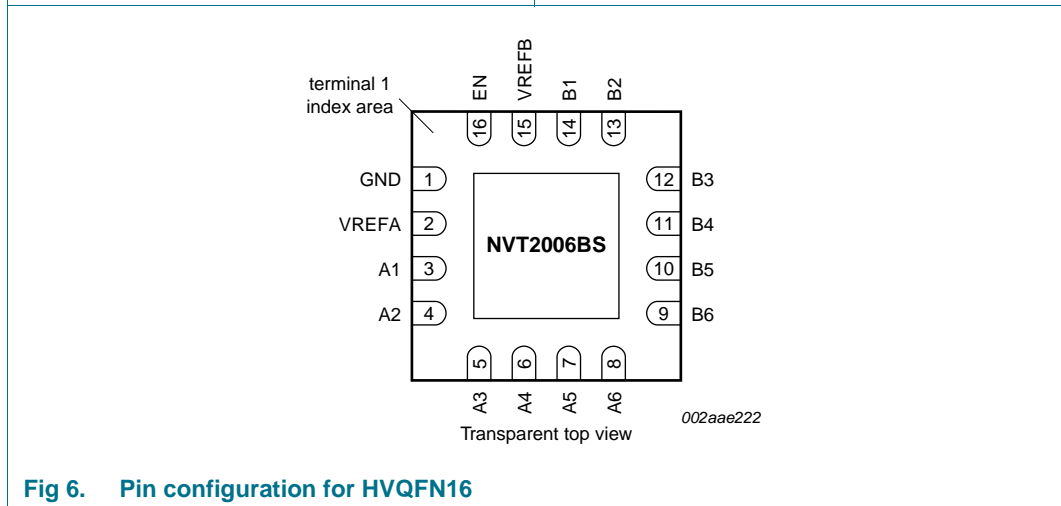 terminal 1
index area
EN
VREFB
B1
B2
16
15
14
13
GND 1
12 B3
VREFA 2
11 B4
NVT2006BS
A1 3
10 B5
A2 4
9 B6
5
6
7
8
A3
A4
A5
A6
002aae222
Transparent top view
Fig 6. Pin configuration for HVQFN16